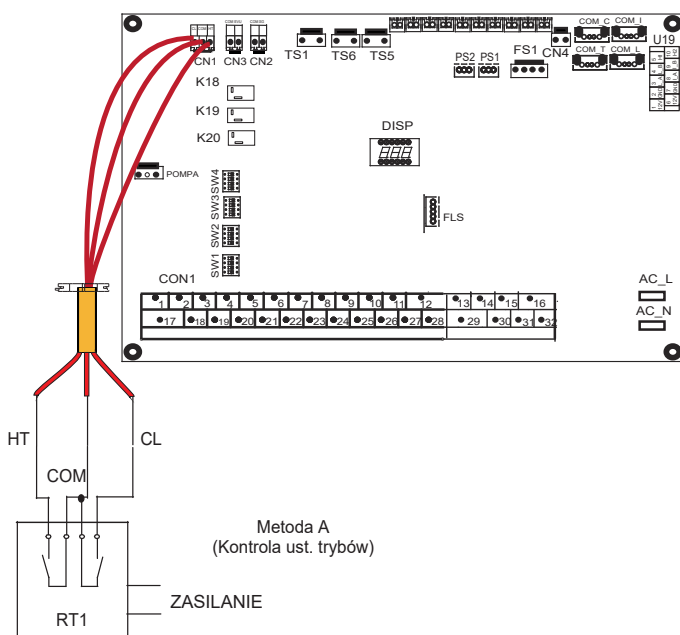 COM_C COM_I
U19
CN1 CN3 CN2 TS1 TS6 TS5 PS2 PS1 FS1 CN4 COM_T COM_L
K18
K19
K20
DISP
POMPA
SW4
SW3
SW2
SW1
FLS
CON1
AC_L
AC_N
1 2 3 4 5 6 7 8 9 10 11 12 13 14 15 16
17 18 19 20 21 22 23 24 25 26 27 28 29 30 31 32
HT
CL
COM
Metoda A
(Kontrola ust. trybów)
ZASILANIE
RT1